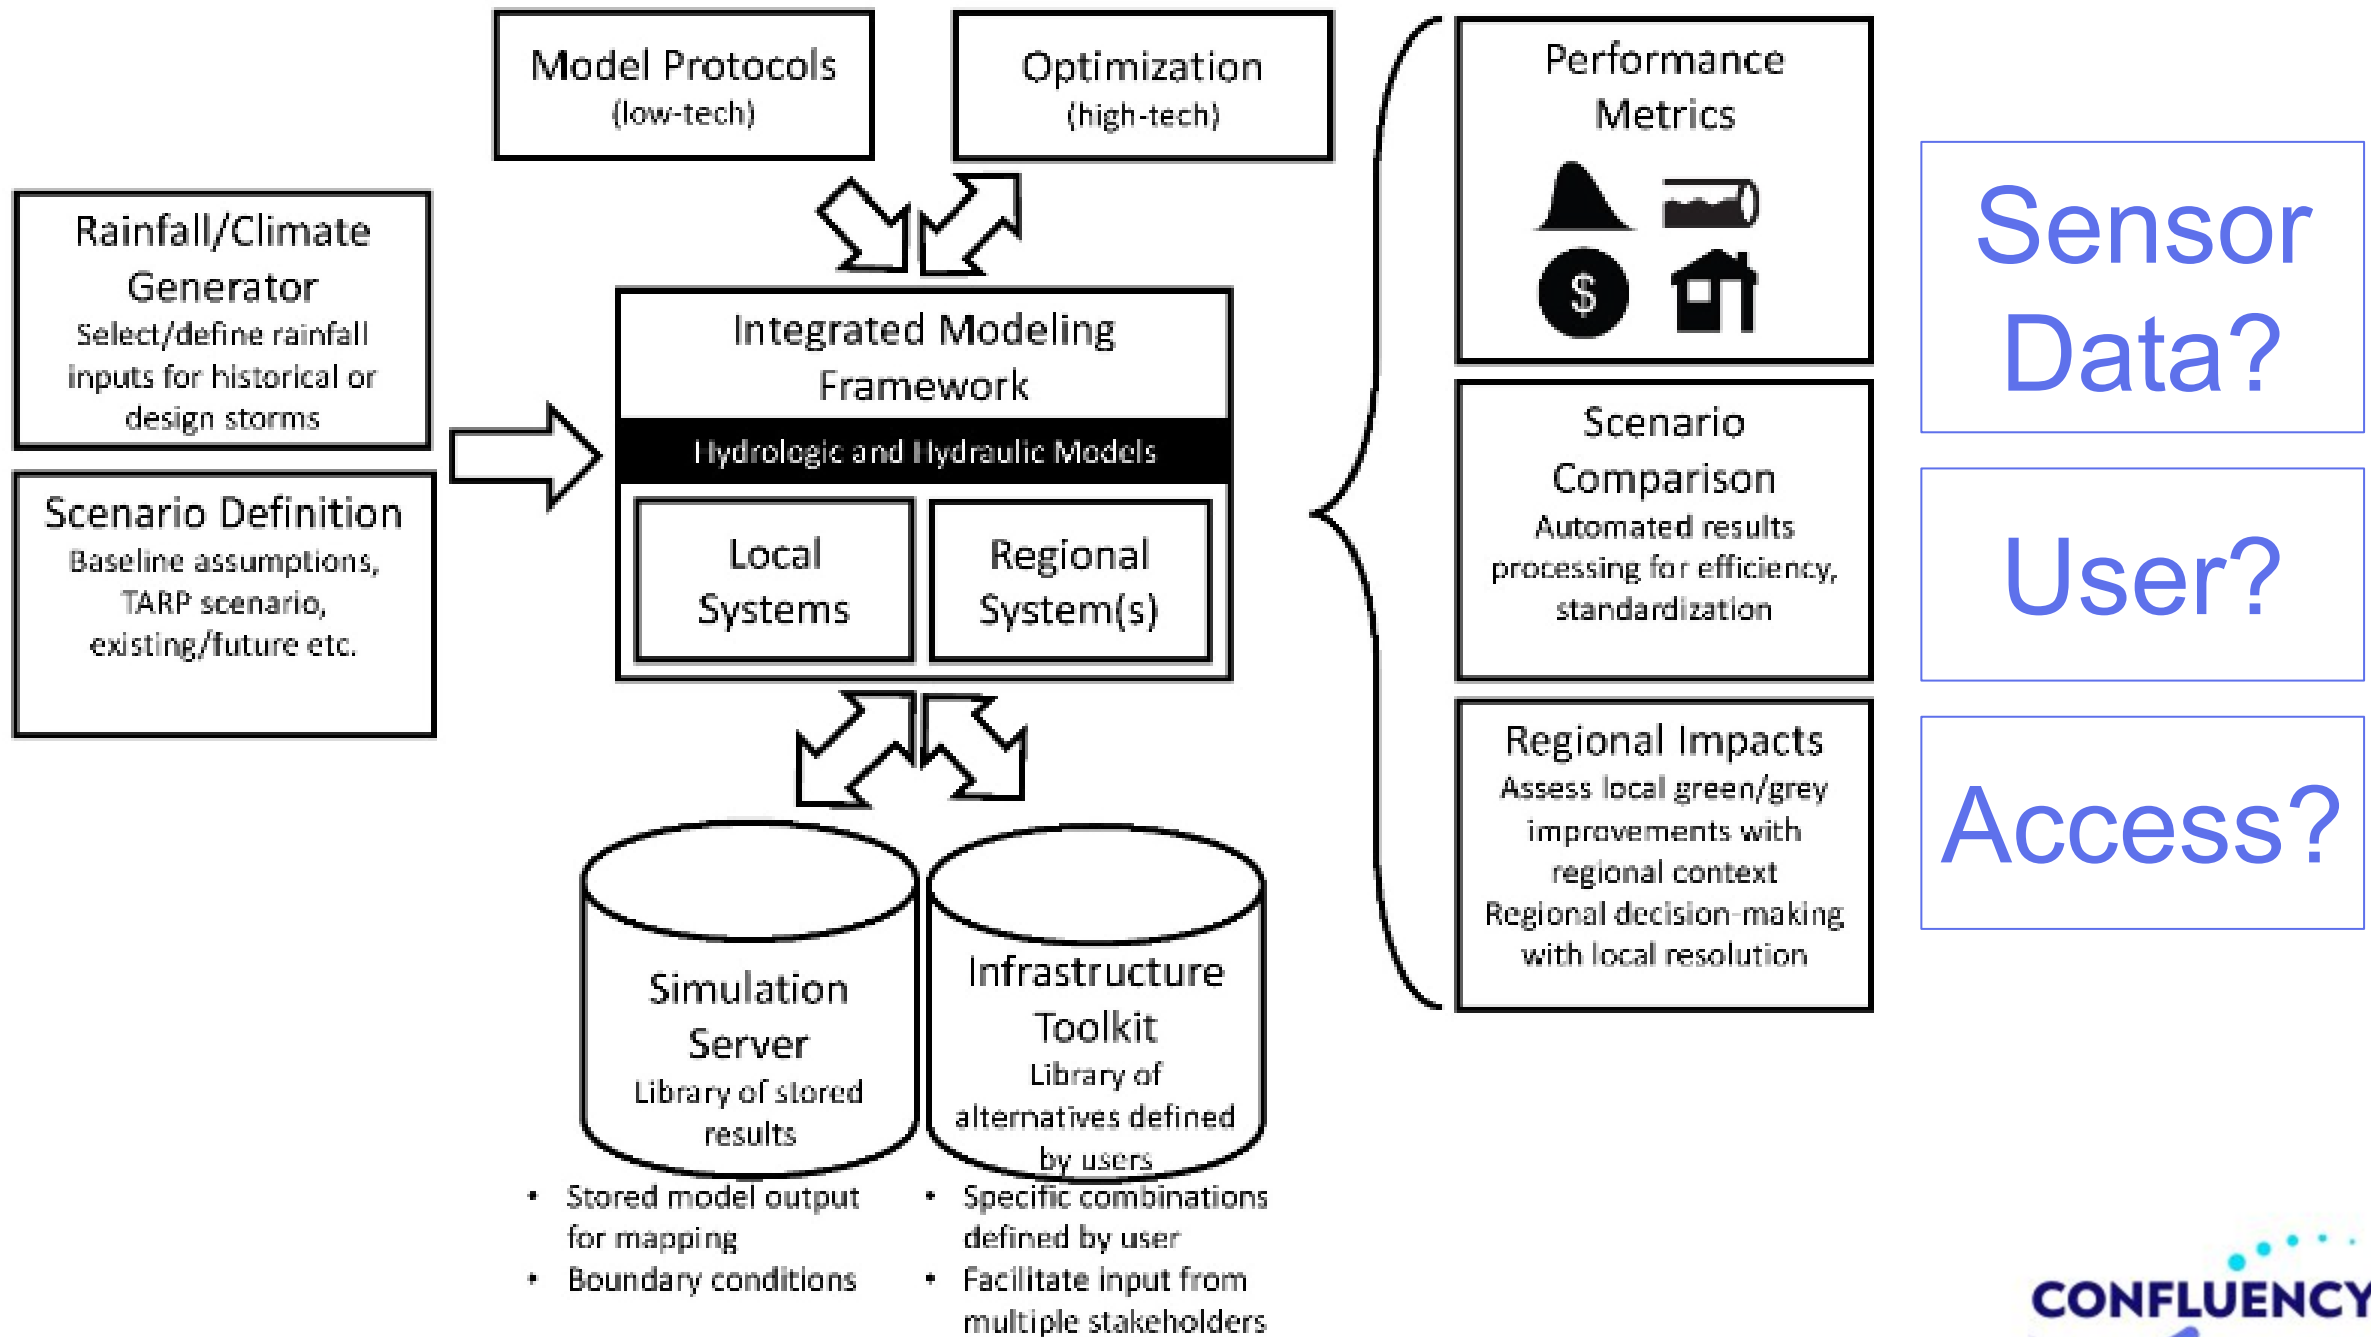 Model Protocols
(low-tech)
Optimization
(high-tech)
Rainfall/Climate
Generator
Select/define rainfall
inputs for historical or
design storms
Scenario Definition
Baseline assumptions,
TARP scenario,
existing/future etc.
Integrated Modeling
Framework
Hydrologic and Hydraulic Models
Local
Systems
Regional
System(s)
Simulation
Server
Library of stored
results
• Stored model output
for mapping
• Boundary conditions
Infrastructure
Toolkit
Library of
alternatives defined
by users
• Specific combinations
defined by user
• Facilitate input from
multiple stakeholders
Performance
Metrics
$
Scenario
Comparison
Automated results
processing for efficiency,
standardization
Regional Impacts
Assess local green/grey
improvements with
regional context
Regional decision-making
with local resolution
Sensor
Data?
User?
Access?
CONFLUENCY